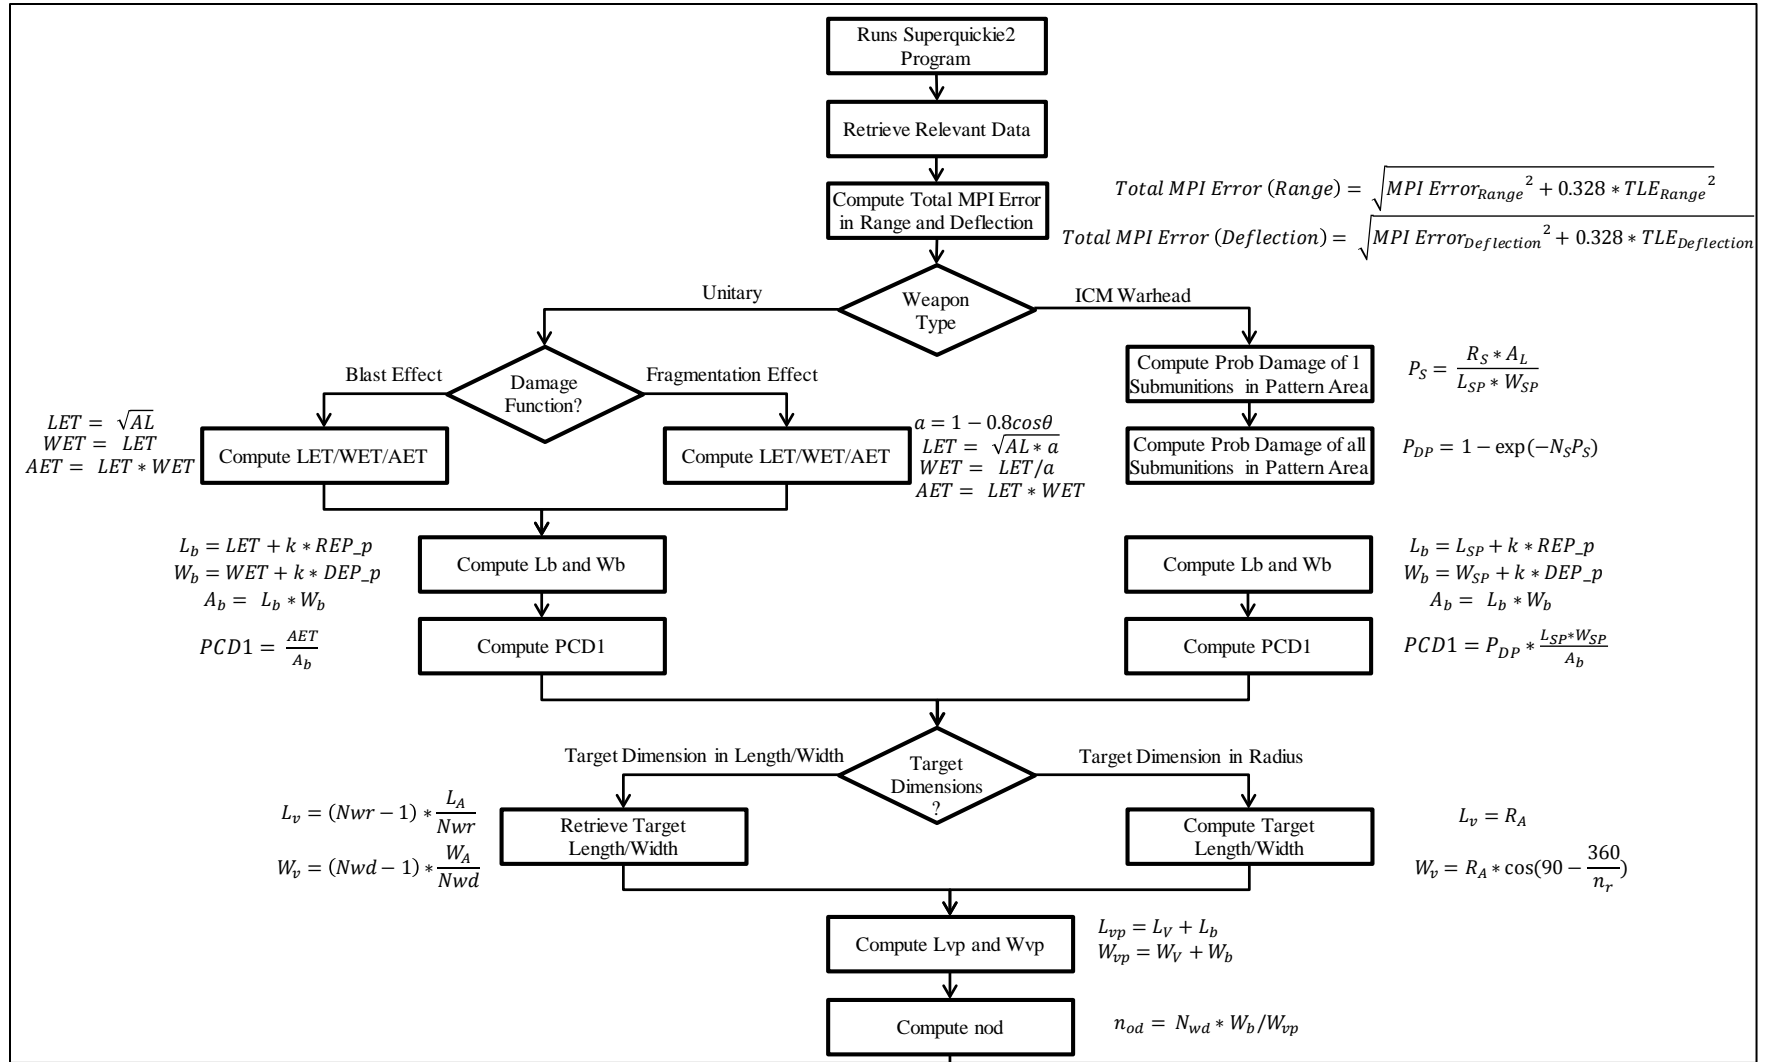 Runs Superquickie2
Program
Retrieve Relevant Data
Compute Total MPI Error
in Range and Deflection
Total MPI Error (Range) = √(MPI Error_Range² + 0.328 * TLE_Range²)
Total MPI Error (Deflection) = √(MPI Error_Deflection² + 0.328 * TLE_Deflection)
Unitary
Weapon
Type
ICM Warhead
Blast Effect
Damage
Function?
Fragmentation Effect
LET = √AL
WET = LET
AET = LET * WET
Compute LET/WET/AET
Compute LET/WET/AET
a = 1 − 0.8cosθ
LET = √(AL * a)
WET = LET/a
AET = LET * WET
Compute Prob Damage of 1
Submunitions in Pattern Area
P_S = (R_S * A_L)/(L_SP * W_SP)
Compute Prob Damage of all
Submunitions in Pattern Area
P_DP = 1 − exp(−N_S P_S)
L_b = LET + k * REP_p
W_b = WET + k * DEP_p
A_b = L_b * W_b
Compute Lb and Wb
Compute Lb and Wb
L_b = L_SP + k * REP_p
W_b = W_SP + k * DEP_p
A_b = L_b * W_b
PCD1 = AET/A_b
Compute PCD1
Compute PCD1
PCD1 = P_DP * (L_SP*W_SP)/A_b
Target Dimension in Length/Width
Target
Dimensions
?
Target Dimension in Radius
L_v = (Nwr − 1) * L_A/Nwr
W_v = (Nwd − 1) * W_A/Nwd
Retrieve Target
Length/Width
Compute Target
Length/Width
L_v = R_A
W_v = R_A * cos(90 − 360/n_r)
Compute Lvp and Wvp
L_vp = L_V + L_b
W_vp = W_V + W_b
Compute nod
n_od = N_wd * W_b/W_vp